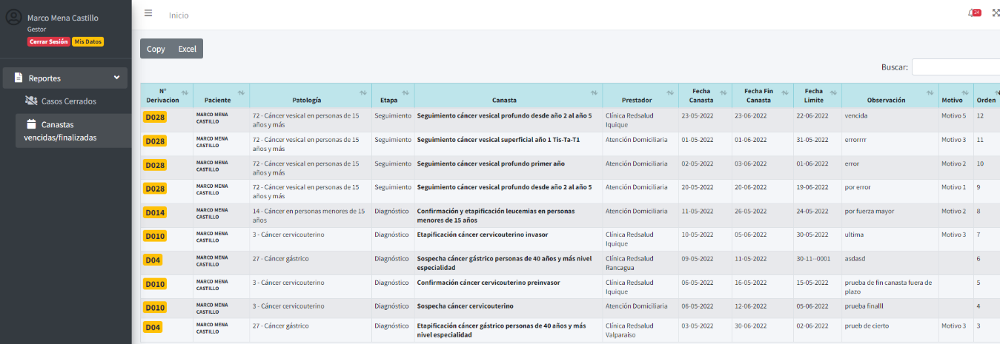 Marco Mena Castillo
Gestor
Cerrar Sesión Mis Datos
Reportes
Casos Cerrados
Canastas
vencidas/finalizadas
Inicio
24
Copy Excel
Buscar:
N° Derivacion Paciente Patología Etapa Canasta Prestador Fecha Canasta Fecha Fin Canasta Fecha Limite Observación Motivo Orden
D028 MARCO MENA CASTILLO 72 - Cáncer vesical en personas de 15 años y más Seguimiento Seguimiento cáncer vesical profundo desde año 2 al año 5 Clínica Redsalud Iquique 23-05-2022 23-06-2022 22-06-2022 vencida Motivo 5 12
D028 MARCO MENA CASTILLO 72 - Cáncer vesical en personas de 15 años y más Seguimiento Seguimiento cáncer vesical superficial año 1 Tis-Ta-T1 Atención Domiciliaria 01-05-2022 01-06-2022 31-05-2022 errorrrr Motivo 3 11
D028 MARCO MENA CASTILLO 72 - Cáncer vesical en personas de 15 años y más Seguimiento Seguimiento cáncer vesical profundo primer año Atención Domiciliaria 02-05-2022 03-06-2022 01-06-2022 error Motivo 2 10
D028 MARCO MENA CASTILLO 72 - Cáncer vesical en personas de 15 años y más Seguimiento Seguimiento cáncer vesical profundo desde año 2 al año 5 Atención Domiciliaria 20-05-2022 20-06-2022 19-06-2022 por error Motivo 1 9
D014 MARCO MENA CASTILLO 14 - Cáncer en personas menores de 15 años Diagnóstico Confirmación y etapificación leucemias en personas menores de 15 años Atención Domiciliaria 11-05-2022 26-05-2022 24-05-2022 por fuerza mayor Motivo 2 8
D010 MARCO MENA CASTILLO 3 - Cáncer cervicouterino Diagnóstico Etapificación cáncer cervicouterino invasor Clínica Redsalud Iquique 10-05-2022 05-06-2022 30-05-2022 ultima Motivo 3 7
D04 MARCO MENA CASTILLO 27 - Cáncer gástrico Diagnóstico Sospecha cáncer gástrico personas de 40 años y más nivel especialidad Clínica Redsalud Rancagua 09-05-2022 11-05-2022 30-11--0001 asdasd 6
D010 MARCO MENA CASTILLO 3 - Cáncer cervicouterino Diagnóstico Confirmación cáncer cervicouterino preinvasor Clínica Redsalud Iquique 06-05-2022 16-05-2022 15-05-2022 prueba de fin canasta fuera de plazo 5
D010 MARCO MENA CASTILLO 3 - Cáncer cervicouterino Diagnóstico Sospecha cáncer cervicouterino Atención Domiciliaria 06-05-2022 12-06-2022 05-06-2022 prueba finalll 4
D04 MARCO MENA CASTILLO 27 - Cáncer gástrico Diagnóstico Etapificación cáncer gástrico personas de 40 años y más nivel especialidad Clínica Redsalud Valparaíso 03-05-2022 30-06-2022 02-06-2022 prueb de cierto Motivo 3 3